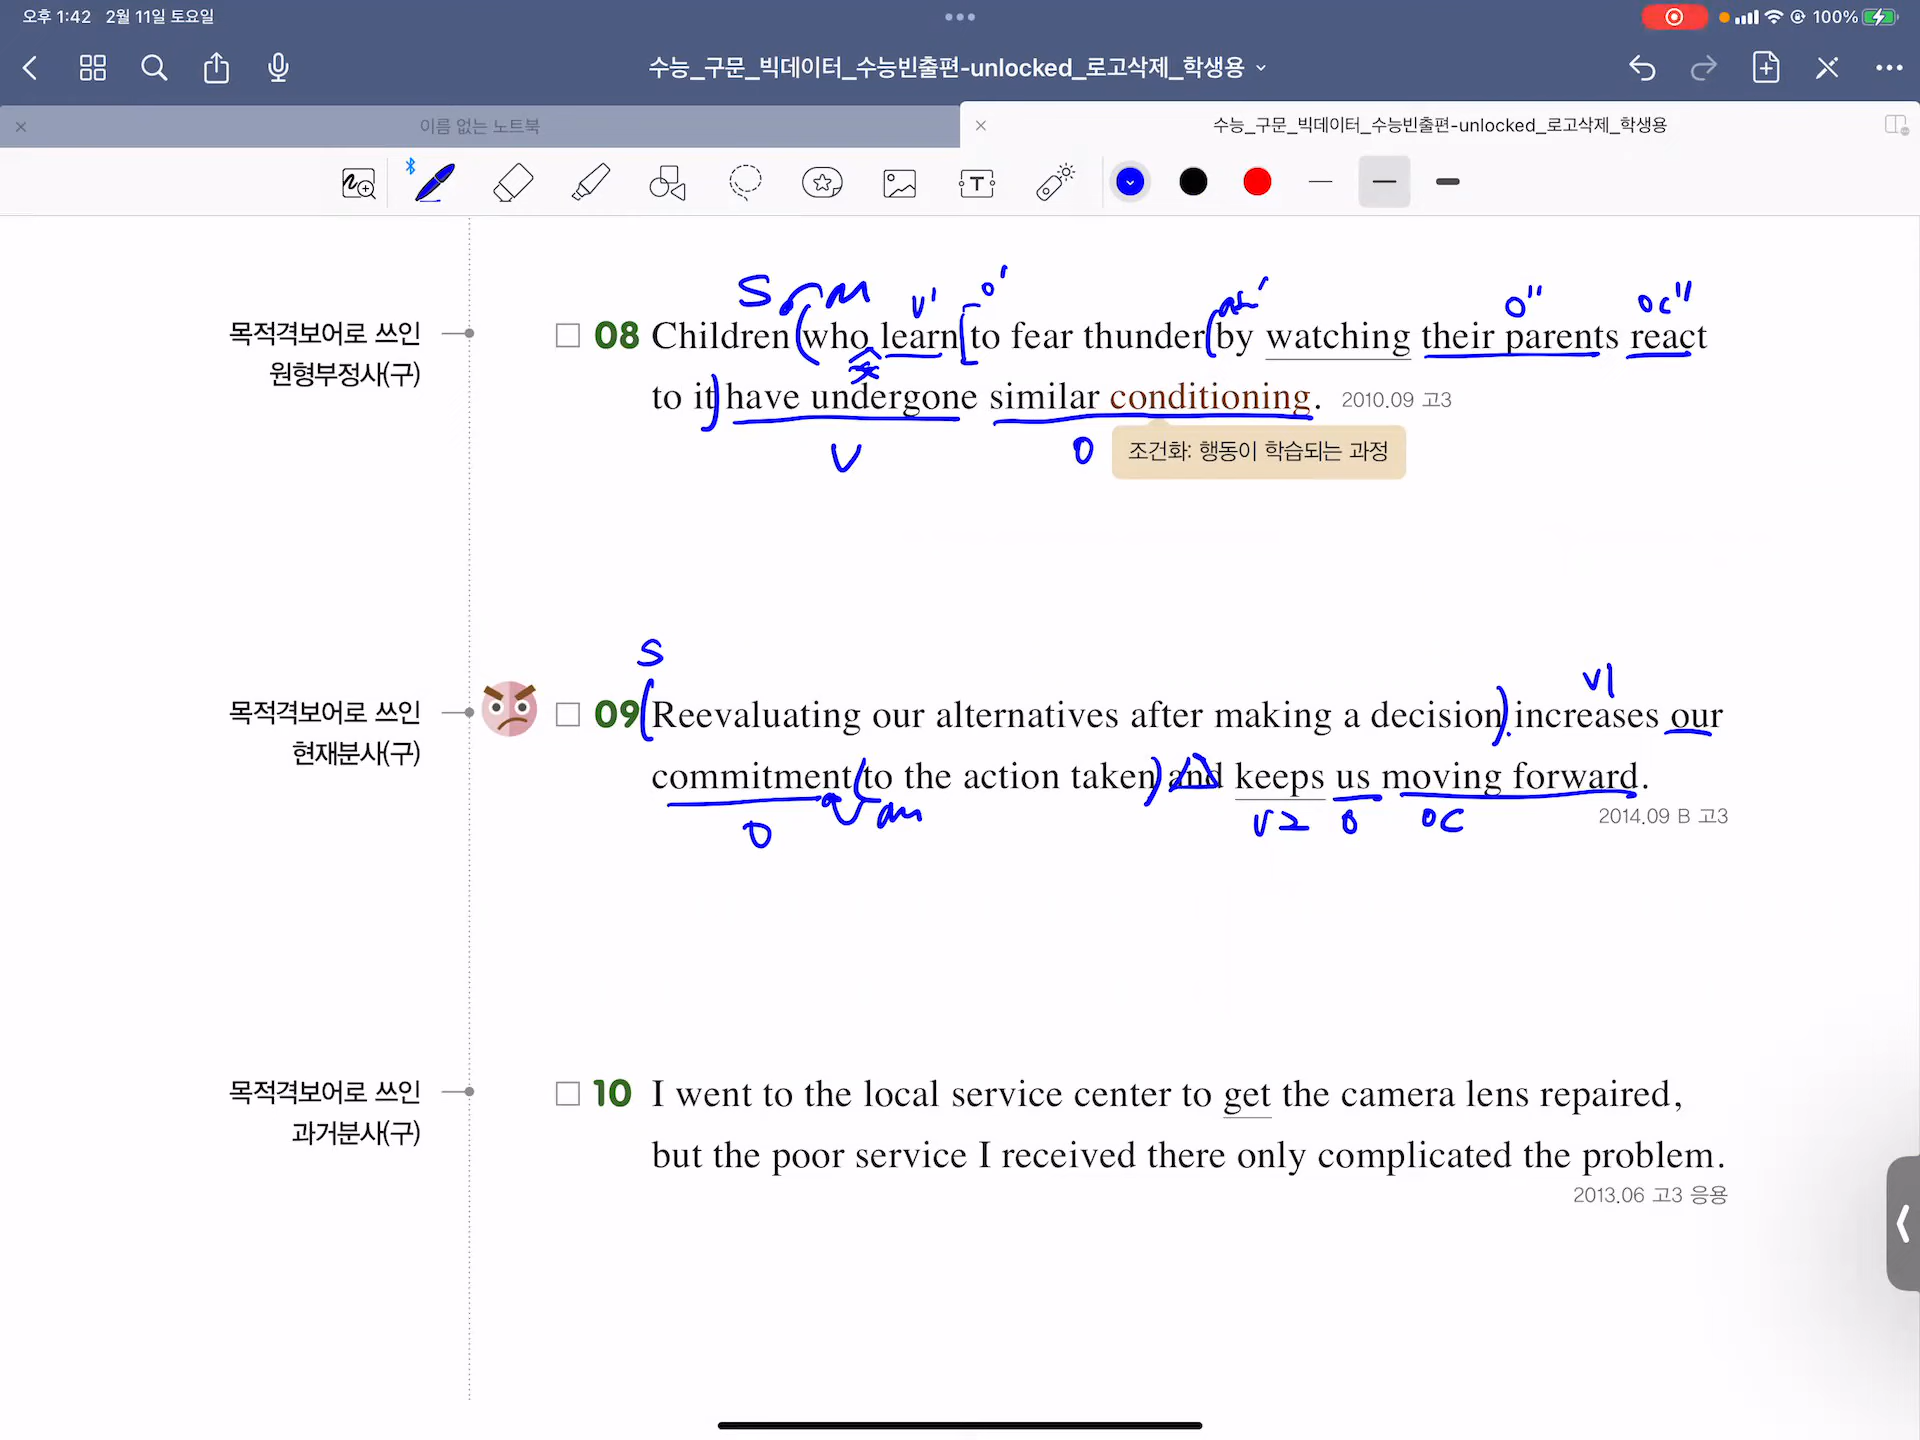 오후 1:42 2월 11일 토요일
100%
수능_구문_빅데이터_수능빈출편-unlocked_로고삭제_학생용
이름 없는 노트북
수능_구문_빅데이터_수능빈출편-unlocked_로고삭제_학생용
T
S M V' O' O'' OC''
목적격보어로 쓰인
원형부정사(구)
08 Children (who learn [to fear thunder (by watching their parents react
to it) have undergone similar conditioning. 2010.09 고3
V O
조건화: 행동이 학습되는 과정
S V1
목적격보어로 쓰인
현재분사(구)
09 (Reevaluating our alternatives after making a decision) increases our
commitment (to the action taken) and keeps us moving forward.
O V2 O OC
2014.09 B 고3
목적격보어로 쓰인
과거분사(구)
10 I went to the local service center to get the camera lens repaired,
but the poor service I received there only complicated the problem.
2013.06 고3 응용